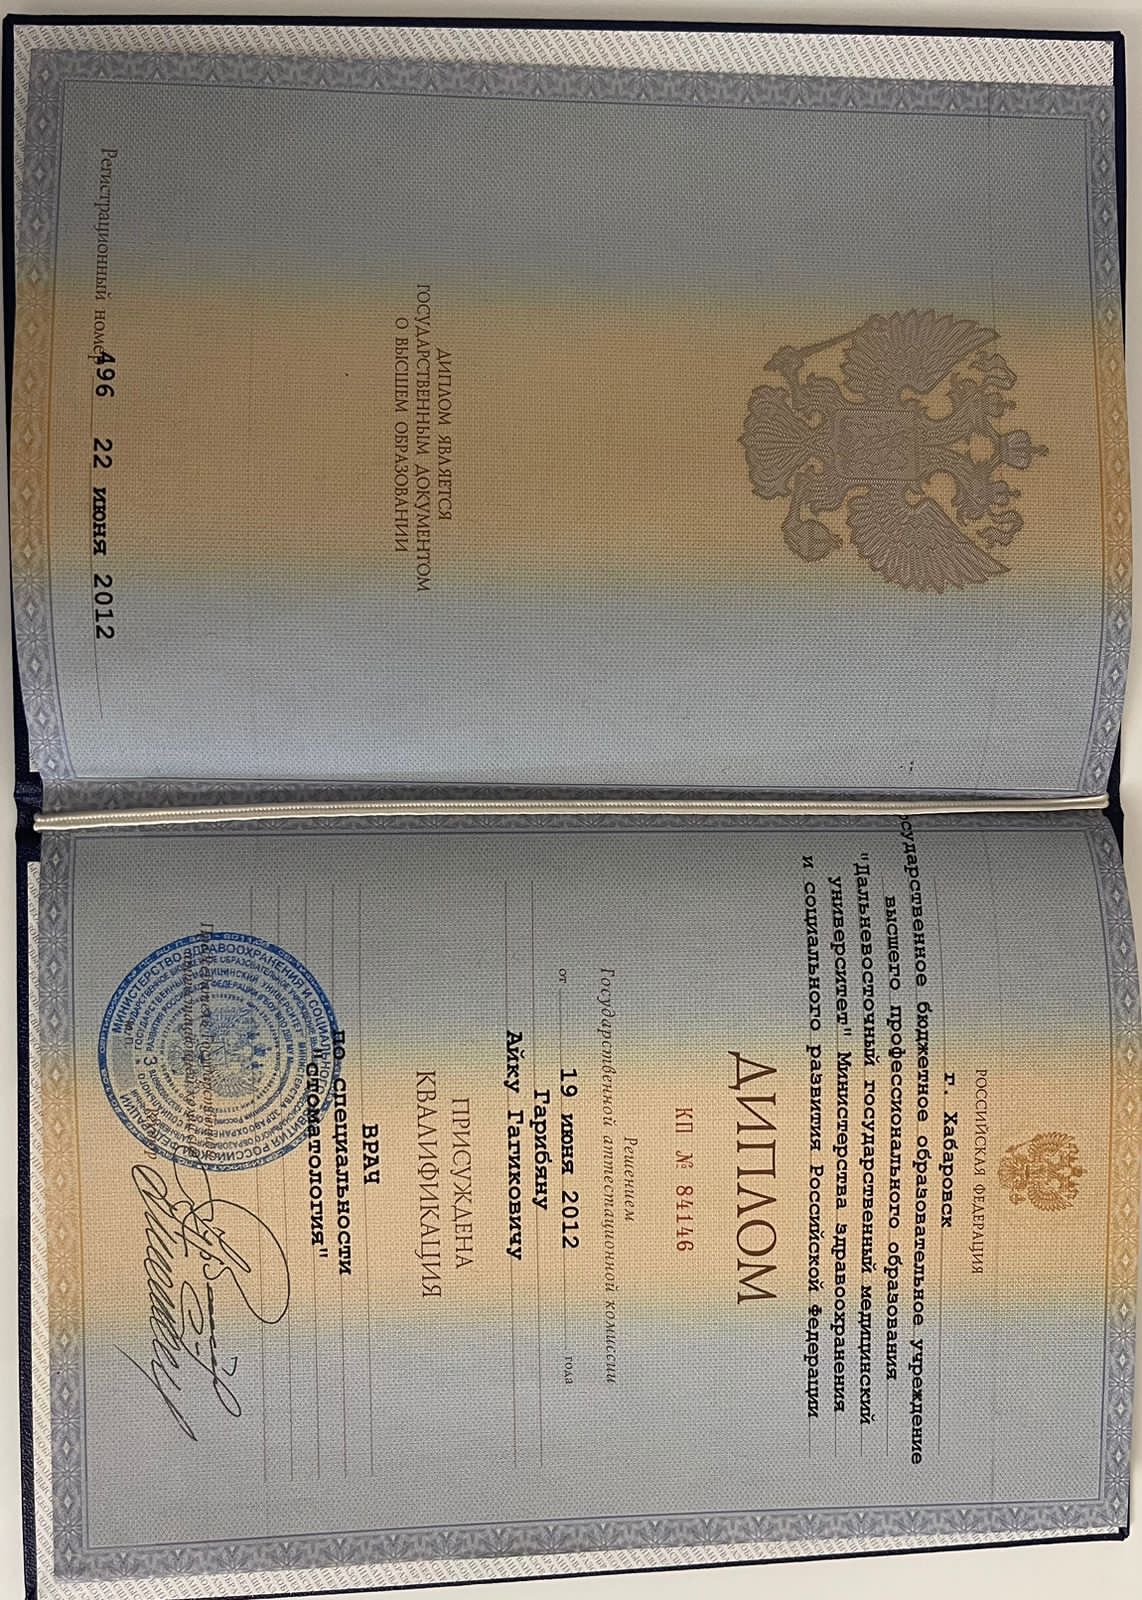 ДИПЛОМ ЯВЛЯЕТСЯ
ГОСУДАРСТВЕННЫМ ДОКУМЕНТОМ
О ВЫСШЕМ ОБРАЗОВАНИИ
Регистрационный номер 496 22 июня 2012
РОССИЙСКАЯ ФЕДЕРАЦИЯ
г. Хабаровск
государственное бюджетное образовательное учреждение
высшего профессионального образования
"Дальневосточный государственный медицинский
университет" Министерства здравоохранения
и социального развития Российской Федерации
ДИПЛОМ
КП № 84146
Решением
Государственной аттестационной комиссии
от 19 июня 2012 года
Гарибяну
Айку Гагиковичу
ПРИСУЖДЕНА
КВАЛИФИКАЦИЯ
ВРАЧ
по специальности
"Стоматология"